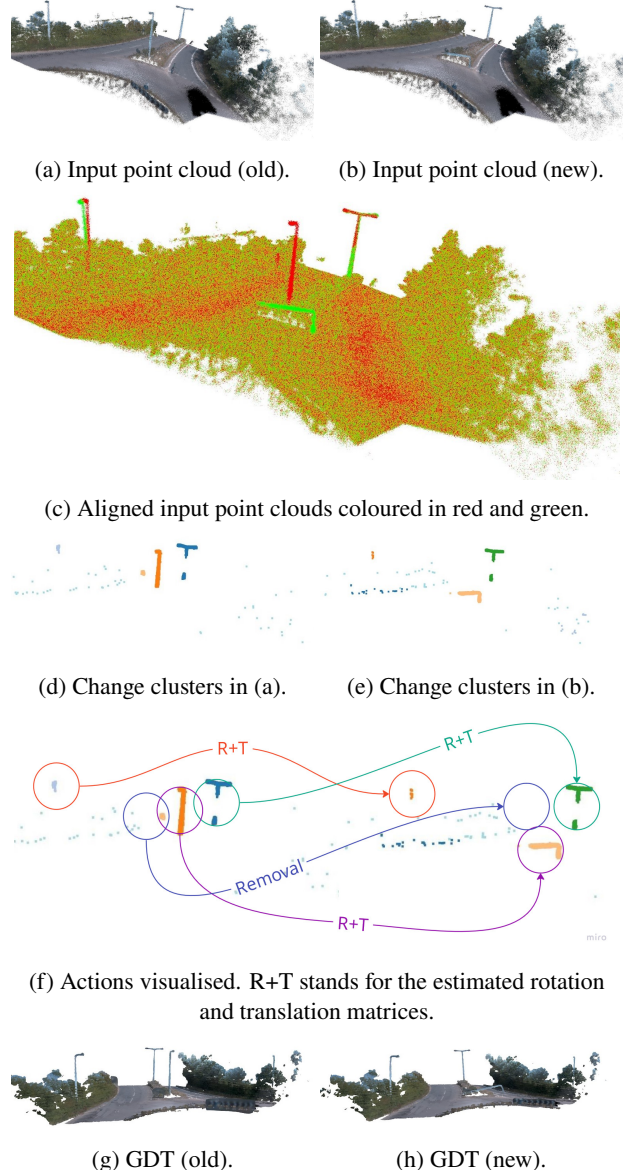 (a) Input point cloud (old).
(b) Input point cloud (new).
(c) Aligned input point clouds coloured in red and green.
(d) Change clusters in (a).
(e) Change clusters in (b).
R+T
R+T
Removal
R+T
miro
(f) Actions visualised. R+T stands for the estimated rotation
and translation matrices.
(g) GDT (old).
(h) GDT (new).